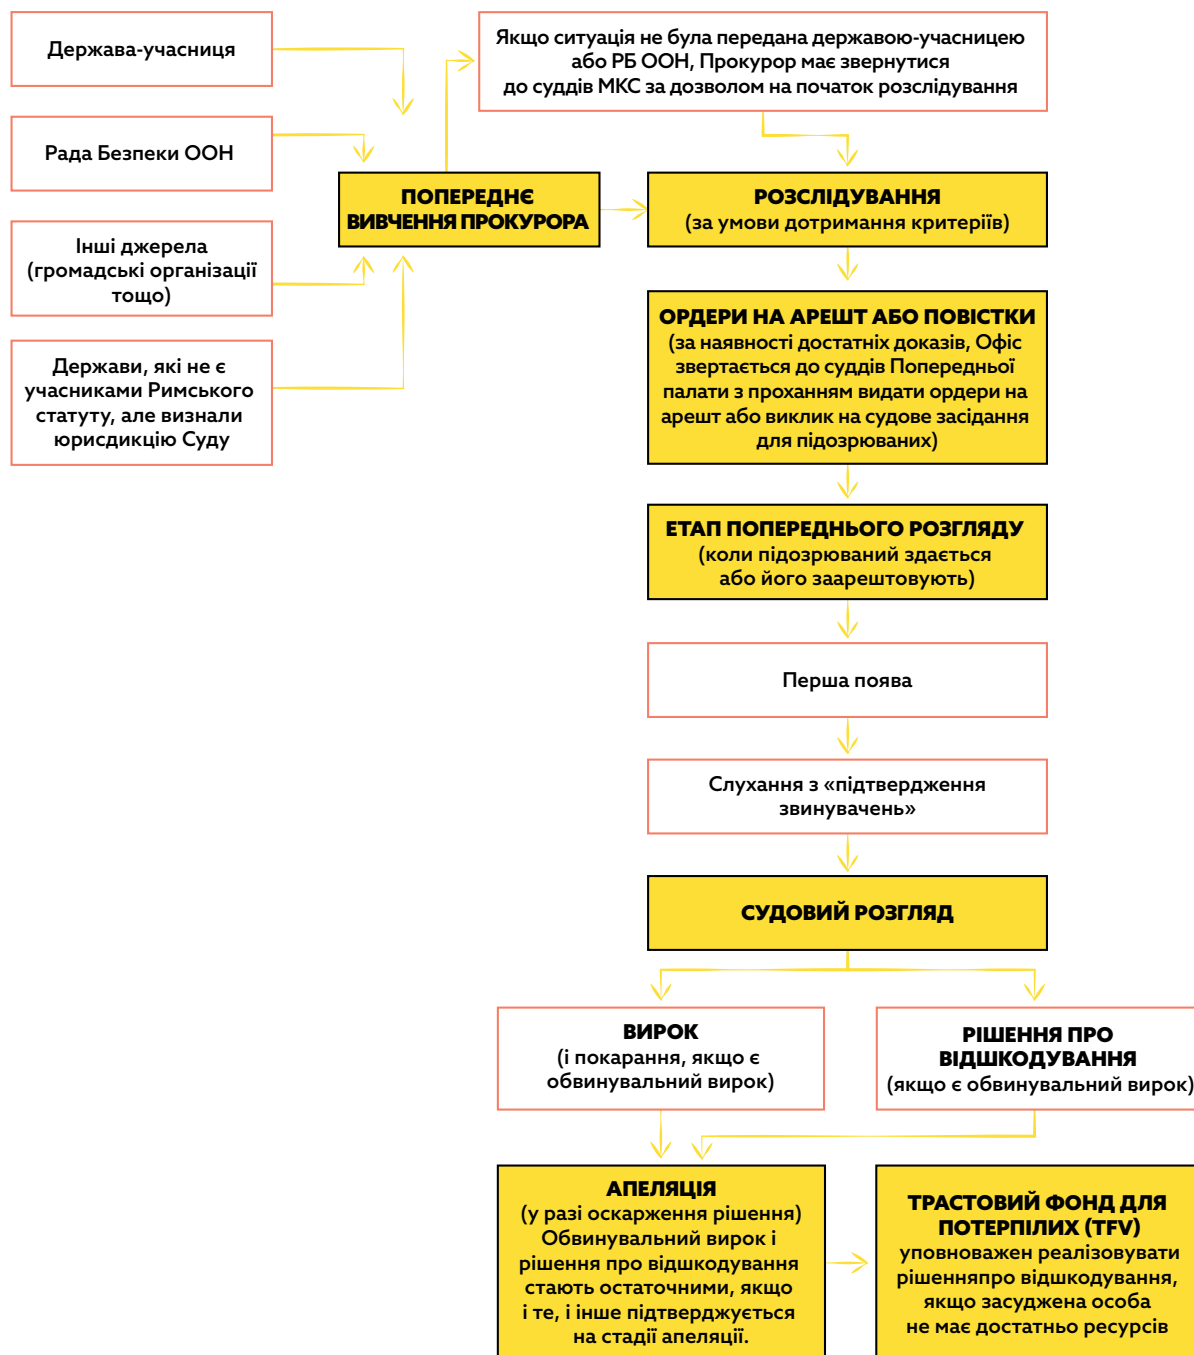 Держава-учасниця
Рада Безпеки ООН
Інші джерела
(громадські організації
тощо)
Держави, які не є
учасниками Римського
статуту, але визнали
юрисдикцію Суду
Якщо ситуація не була передана державою-учасницею
або РБ ООН, Прокурор має звернутися
до суддів МКС за дозволом на початок розслідування
ПОПЕРЕДНЄ
ВИВЧЕННЯ ПРОКУРОРА
РОЗСЛІДУВАННЯ
(за умови дотримання критеріїв)
ОРДЕРИ НА АРЕШТ АБО ПОВІСТКИ
(за наявності достатніх доказів, Офіс
звертається до суддів Попередньої
палати з проханням видати ордери на
арешт або виклик на судове засідання
для підозрюваних)
ЕТАП ПОПЕРЕДНЬОГО РОЗГЛЯДУ
(коли підозрюваний здається
або його заарештовують)
Перша поява
Слухання з «підтвердження
звинувачень»
СУДОВИЙ РОЗГЛЯД
ВИРОК
(і покарання, якщо є
обвинувальний вирок)
РІШЕННЯ ПРО
ВІДШКОДУВАННЯ
(якщо є обвинувальний вирок)
АПЕЛЯЦІЯ
(у разі оскарження рішення)
Обвинувальний вирок і
рішення про відшкодування
стають остаточними, якщо
і те, і інше підтверджується
на стадії апеляції.
ТРАСТОВИЙ ФОНД ДЛЯ
ПОТЕРПІЛИХ (TFV)
уповноважен реалізовувати
рішенняпро відшкодування,
якщо засуджена особа
не має достатньо ресурсів